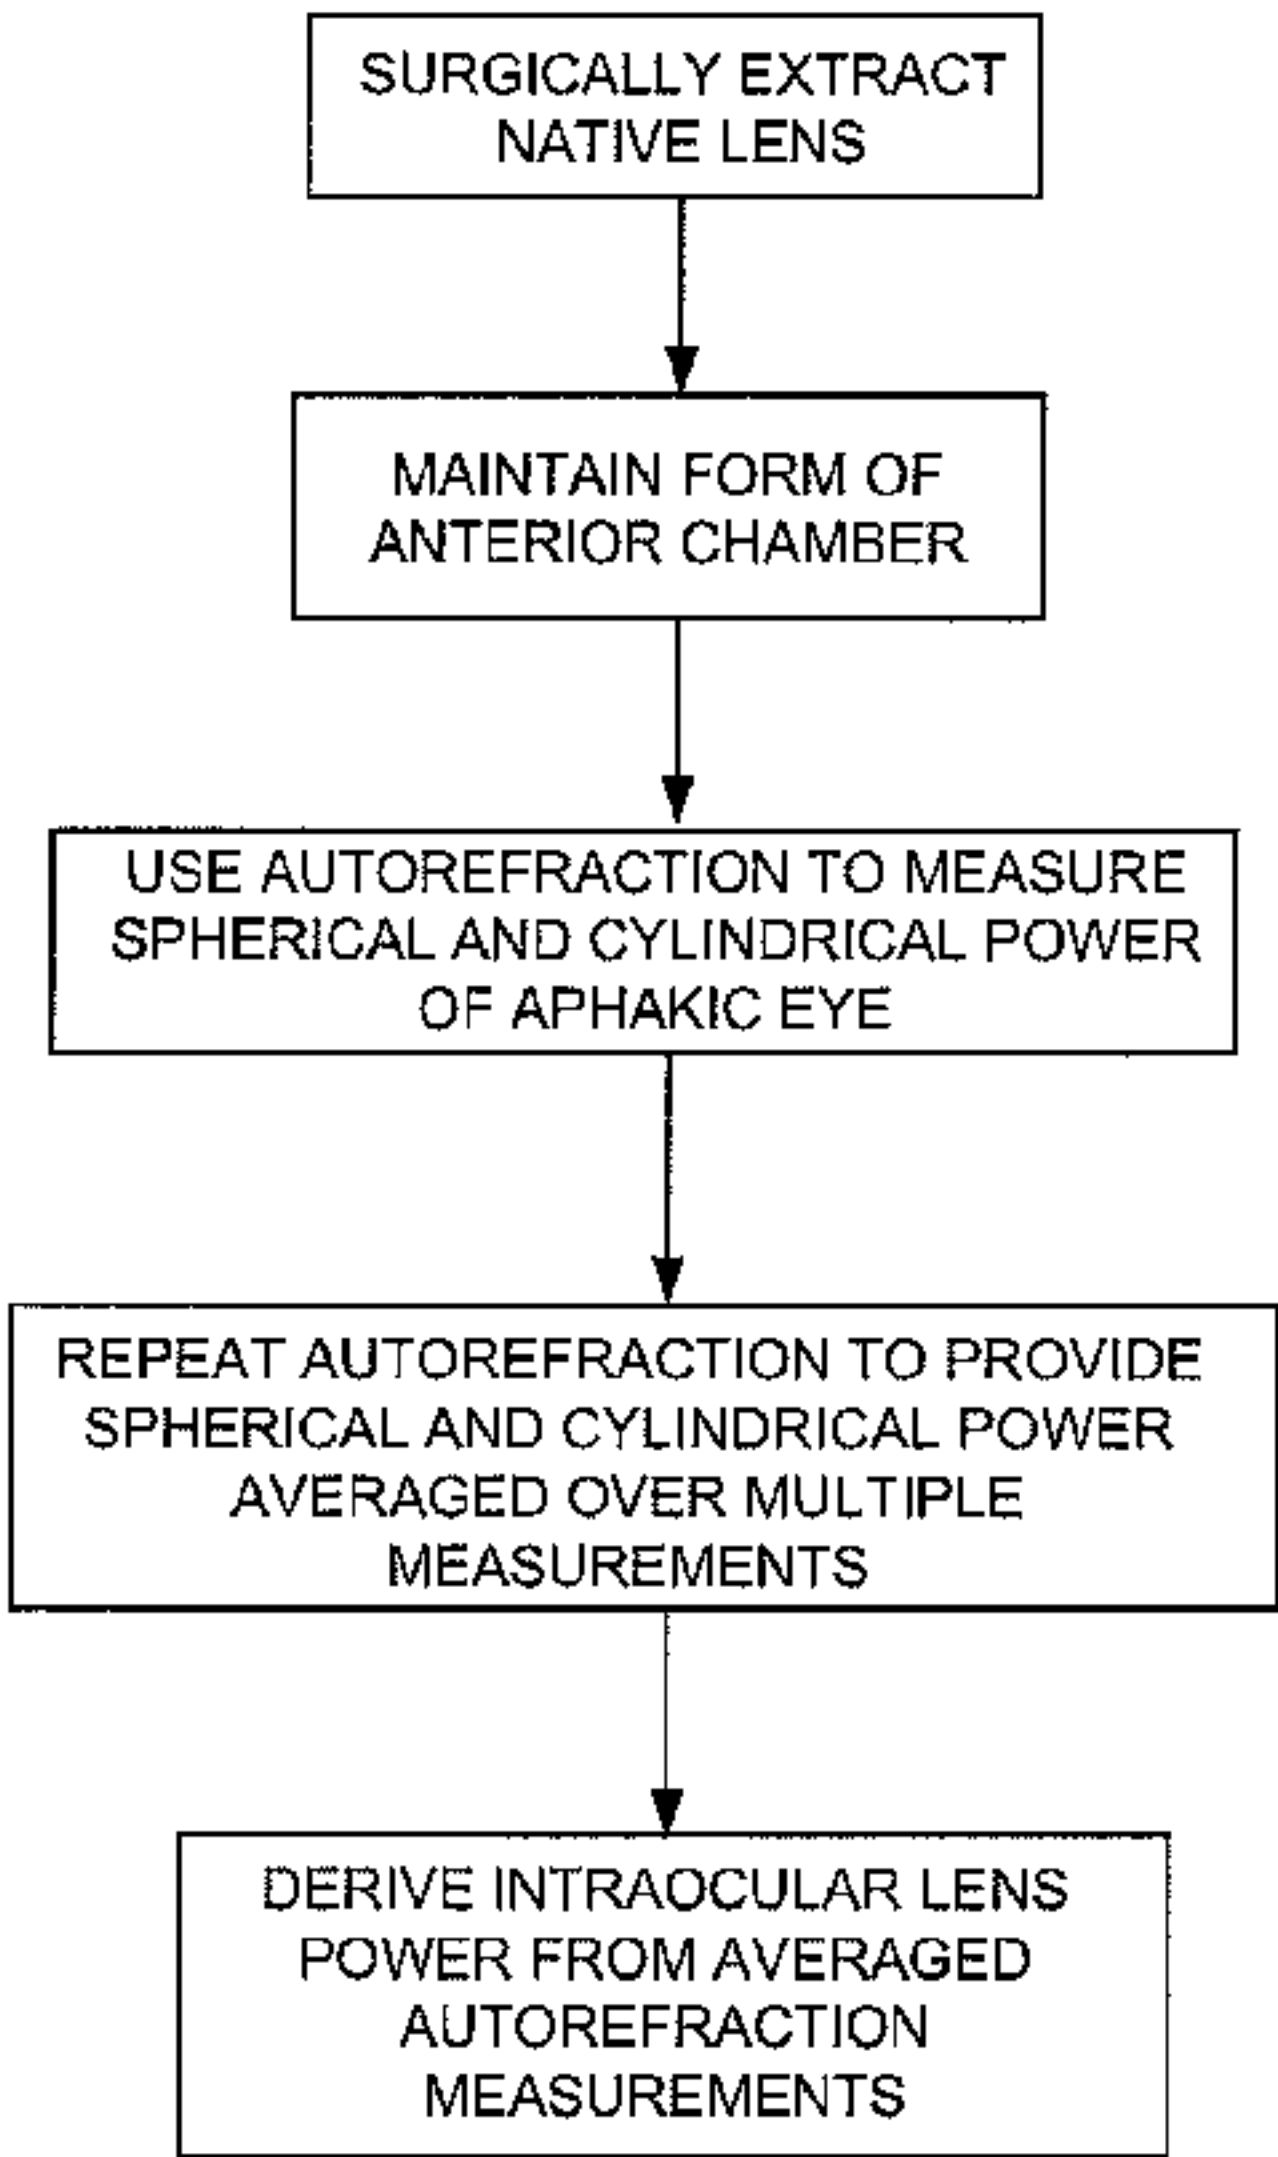 SURGICALLY EXTRACT
NATIVE LENS
MAINTAIN FORM OF
ANTERIOR CHAMBER
USE AUTOREFRACTION TO MEASURE
SPHERICAL AND CYLINDRICAL POWER
OF APHAKIC EYE
REPEAT AUTOREFRACTION TO PROVIDE
SPHERICAL AND CYLINDRICAL POWER
AVERAGED OVER MULTIPLE
MEASUREMENTS
DERIVE INTRAOCULAR LENS
POWER FROM AVERAGED
AUTOREFRACTION
MEASUREMENTS